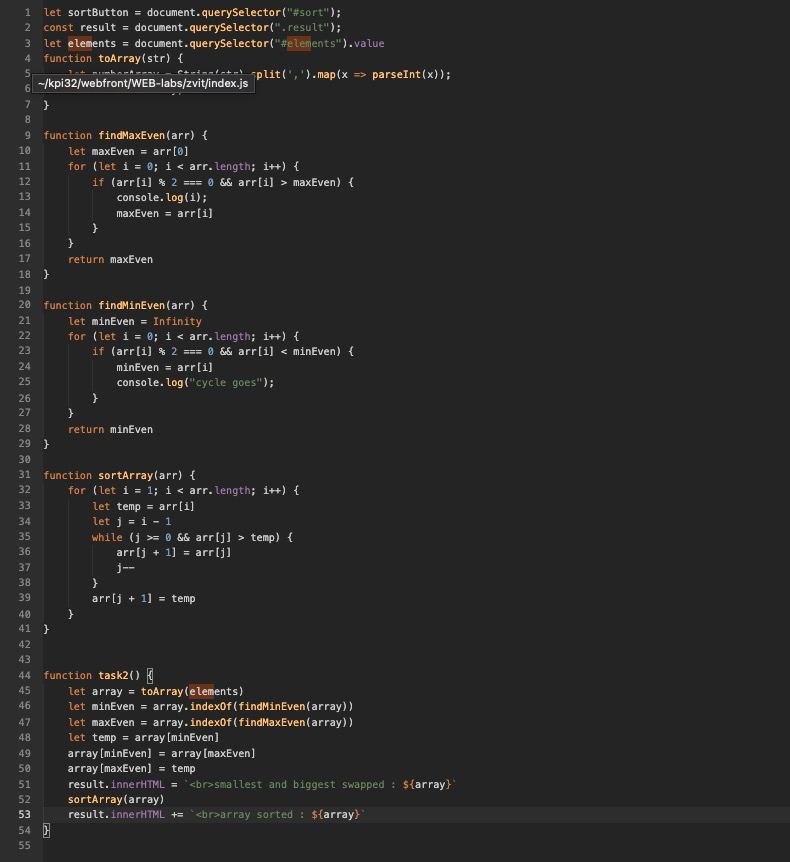 1 let sortButton = document.querySelector("#sort");
2 const result = document.querySelector(".result");
3 let elements = document.querySelector("#elements").value
4 function toArray(str) {
5 split(',').map(x => parseInt(x));
~/kpi32/webfront/WEB-labs/zvit/index.js
6
7 }
8
9 function findMaxEven(arr) {
10 let maxEven = arr[0]
11 for (let i = 0; i < arr.length; i++) {
12 if (arr[i] % 2 === 0 && arr[i] > maxEven) {
13 console.log(i);
14 maxEven = arr[i]
15 }
16 }
17 return maxEven
18 }
19
20 function findMinEven(arr) {
21 let minEven = Infinity
22 for (let i = 0; i < arr.length; i++) {
23 if (arr[i] % 2 === 0 && arr[i] < minEven) {
24 minEven = arr[i]
25 console.log("cycle goes");
26 }
27 }
28 return minEven
29 }
30
31 function sortArray(arr) {
32 for (let i = 1; i < arr.length; i++) {
33 let temp = arr[i]
34 let j = i - 1
35 while (j >= 0 && arr[j] > temp) {
36 arr[j + 1] = arr[j]
37 j--
38 }
39 arr[j + 1] = temp
40 }
41 }
42
43
44 function task2() {
45 let array = toArray(elements)
46 let minEven = array.indexOf(findMinEven(array))
47 let maxEven = array.indexOf(findMaxEven(array))
48 let temp = array[minEven]
49 array[minEven] = array[maxEven]
50 array[maxEven] = temp
51 result.innerHTML = `<br>smallest and biggest swapped : ${array}`
52 sortArray(array)
53 result.innerHTML += `<br>array sorted : ${array}`
54 }
55